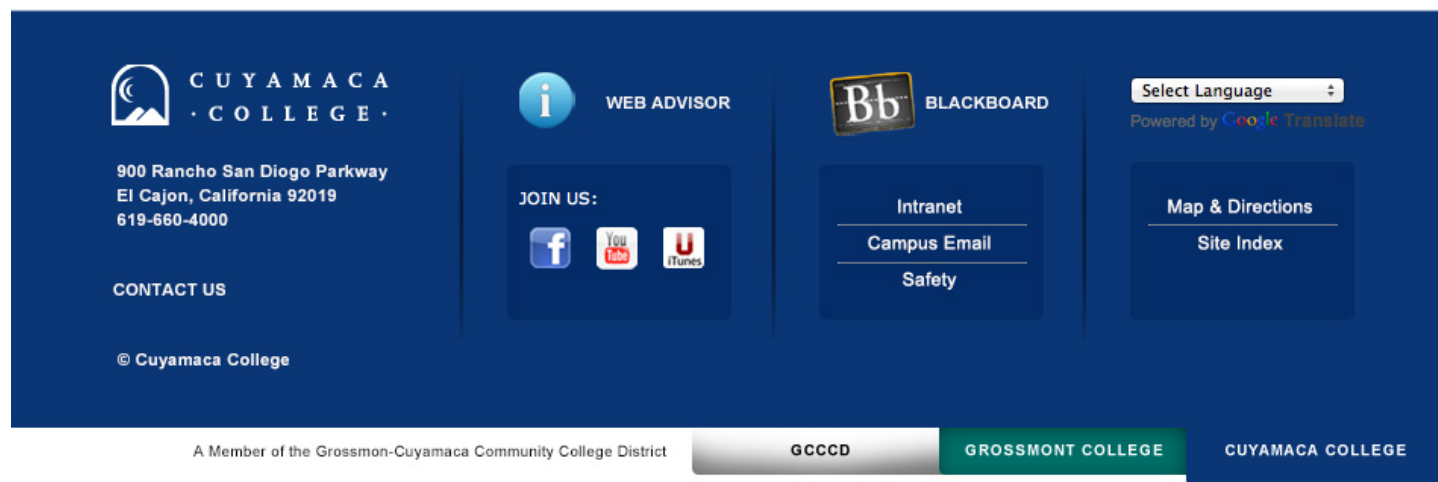 CUYAMACA
· COLLEGE ·
900 Rancho San Diogo Parkway
El Cajon, California 92019
619-660-4000
CONTACT US
© Cuyamaca College
i
WEB ADVISOR
JOIN US:
f
You
Tube
U
iTunes
Bb
BLACKBOARD
Intranet
Campus Email
Safety
Select Language
Powered by Google Translate
Map & Directions
Site Index
A Member of the Grossmon-Cuyamaca Community College District
GCCCD
GROSSMONT COLLEGE
CUYAMACA COLLEGE